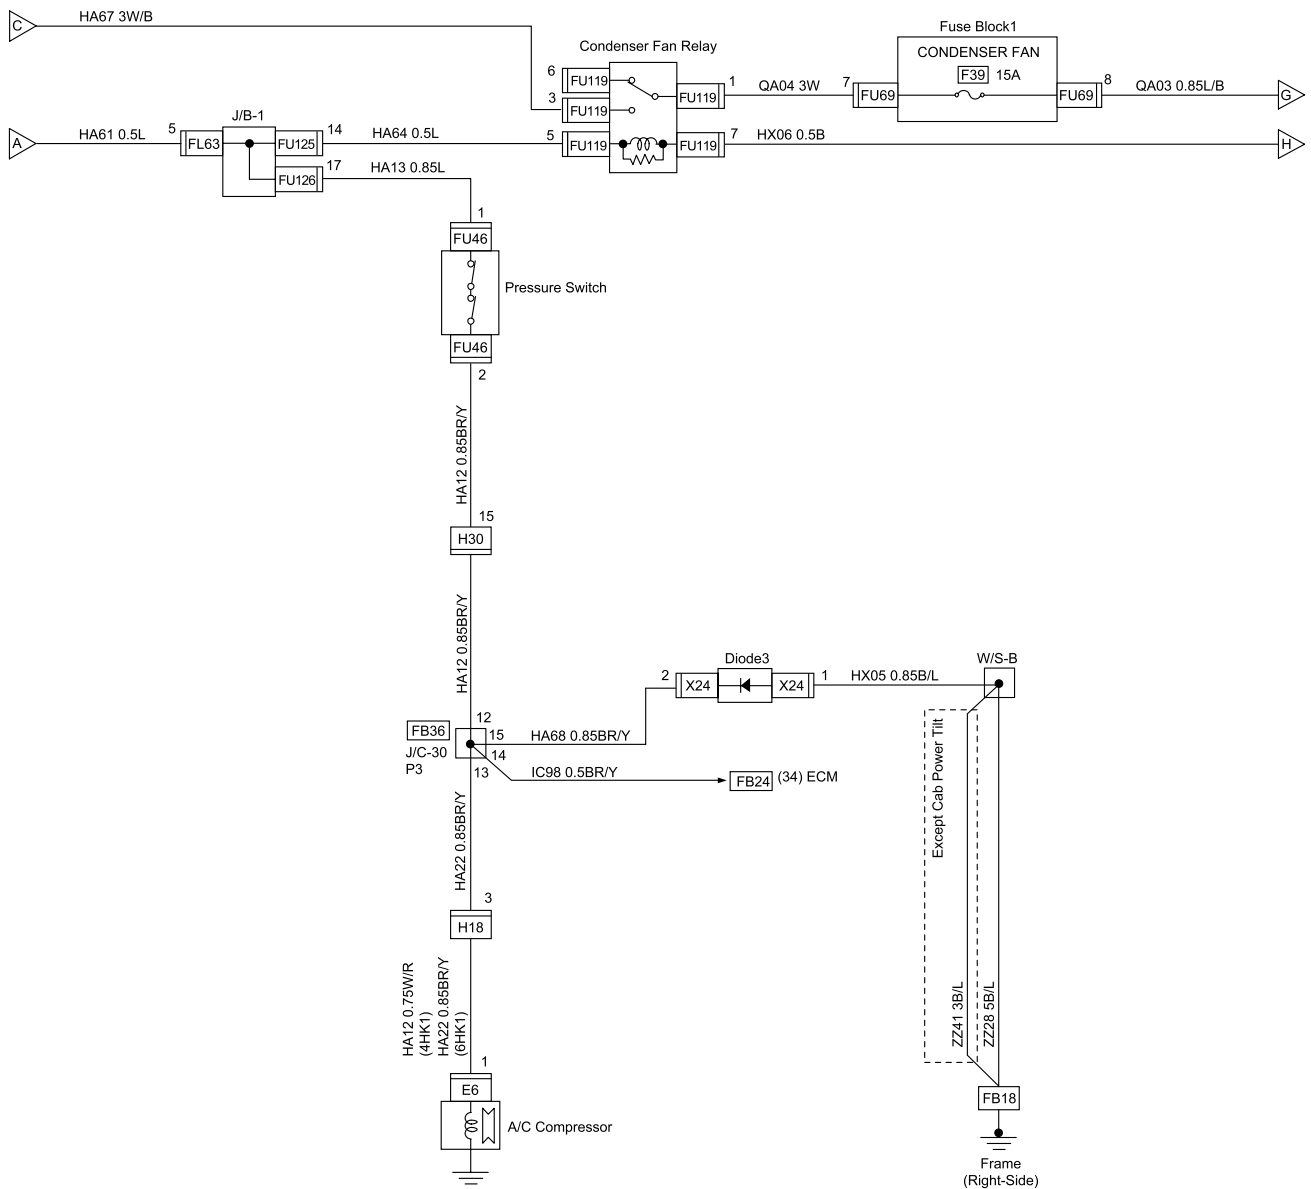 C
HA67 3W/B
Fuse Block1
CONDENSER FAN
F39 15A
Condenser Fan Relay
6 FU119
3 FU119
FU119 1
QA04 3W
7 FU69
FU69 8
QA03 0.85L/B
G
A
HA61 0.5L
J/B-1
5 FL63
FU125 14
HA64 0.5L
5 FU119
FU119 7
HX06 0.5B
H
FU126 17
HA13 0.85L
1
FU46
Pressure Switch
FU46
2
HA12 0.85BR/Y
15
H30
HA12 0.85BR/Y
Diode3
W/S-B
2 X24
X24 1
HX05 0.85B/L
12
FB36
15
HA68 0.85BR/Y
J/C-30
P3
14
13
IC98 0.5BR/Y
FB24 (34) ECM
Except Cab Power Tilt
HA22 0.85BR/Y
3
H18
HA12 0.75W/R
(4HK1)
HA22 0.85BR/Y
(6HK1)
ZZ41 3B/L
ZZ28 5B/L
1
E6
A/C Compressor
FB18
Frame
(Right-Side)